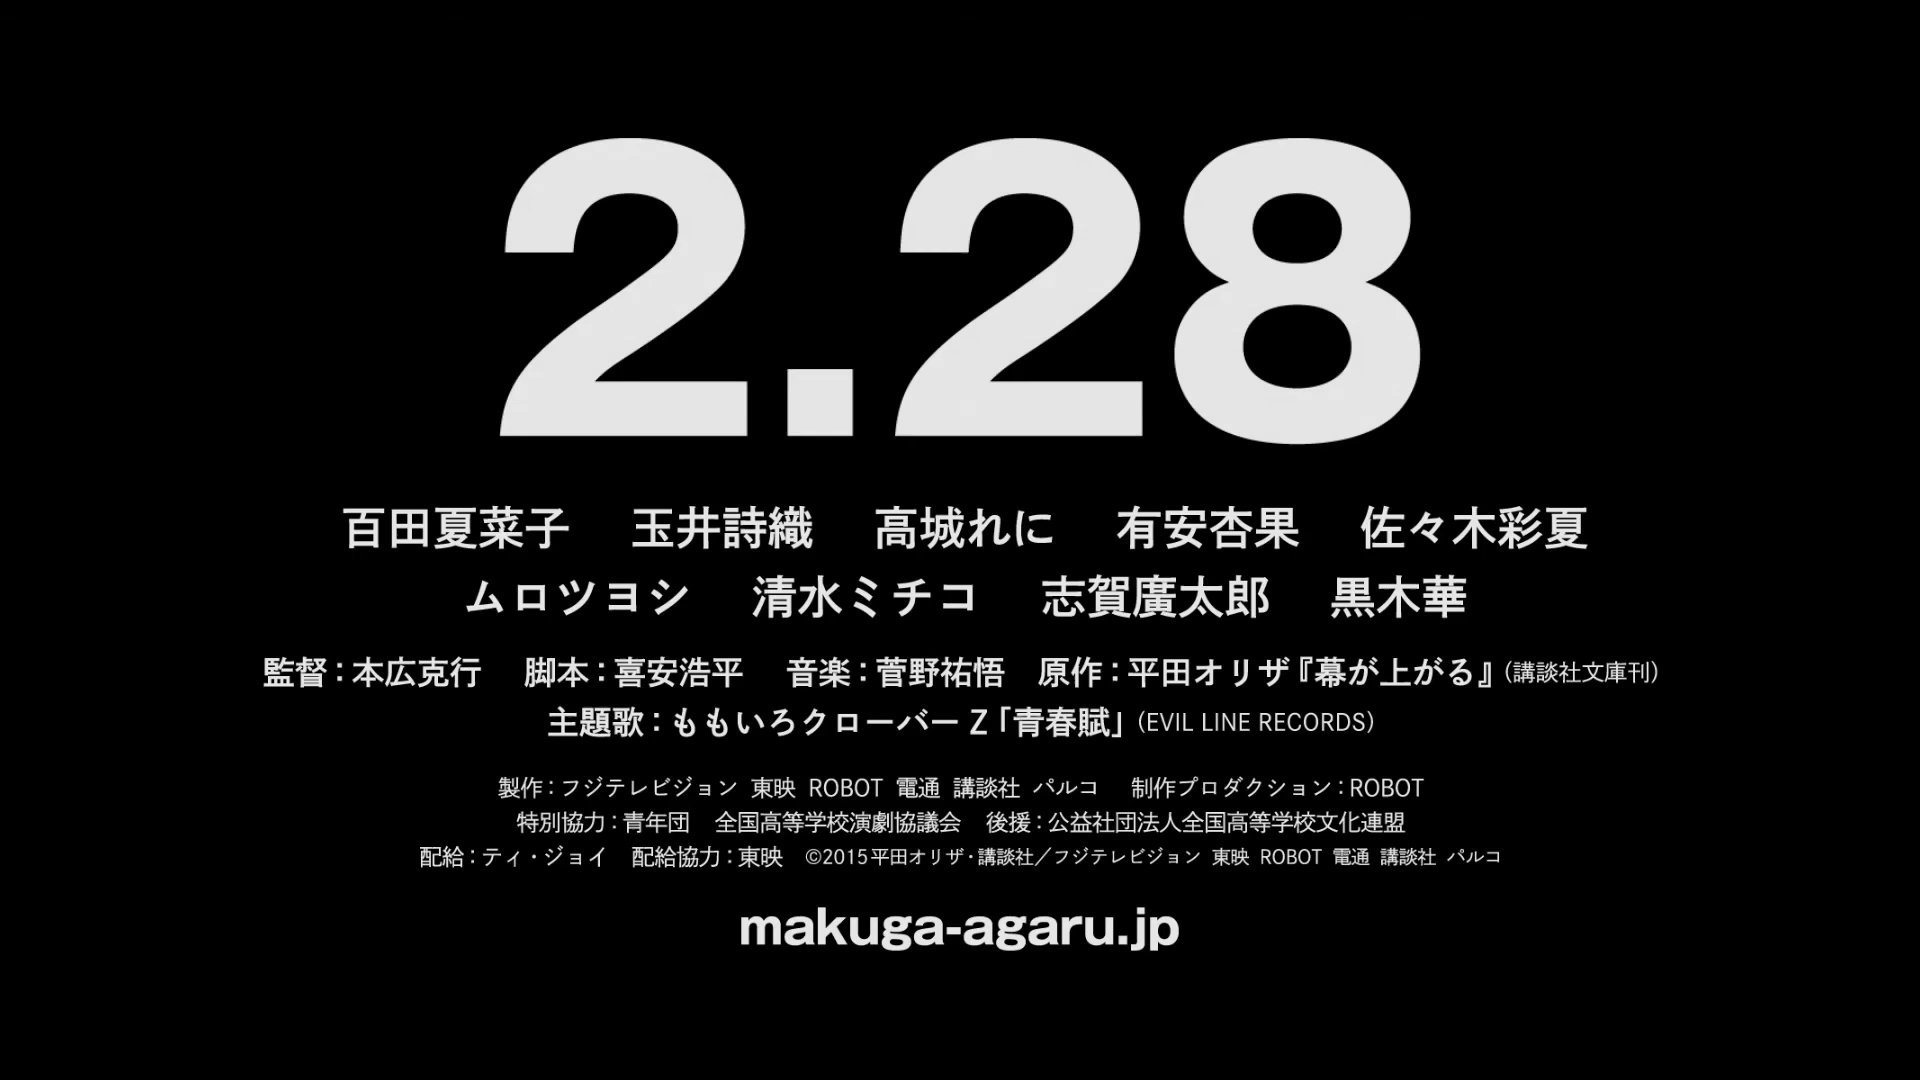 2.28
百田夏菜子 玉井詩織 高城れに 有安杏果 佐々木彩夏
ムロツヨシ 清水ミチコ 志賀廣太郎 黒木華
監督：本広克行 脚本：喜安浩平 音楽：菅野祐悟 原作：平田オリザ『幕が上がる』（講談社文庫刊）
主題歌：ももいろクローバーZ「青春賦」（EVIL LINE RECORDS）
製作：フジテレビジョン 東映 ROBOT 電通 講談社 パルコ 制作プロダクション：ROBOT
特別協力：青年団 全国高等学校演劇協議会 後援：公益社団法人全国高等学校文化連盟
配給：ティ・ジョイ 配給協力：東映 ©2015平田オリザ・講談社／フジテレビジョン 東映 ROBOT 電通 講談社 パルコ
makuga-agaru.jp